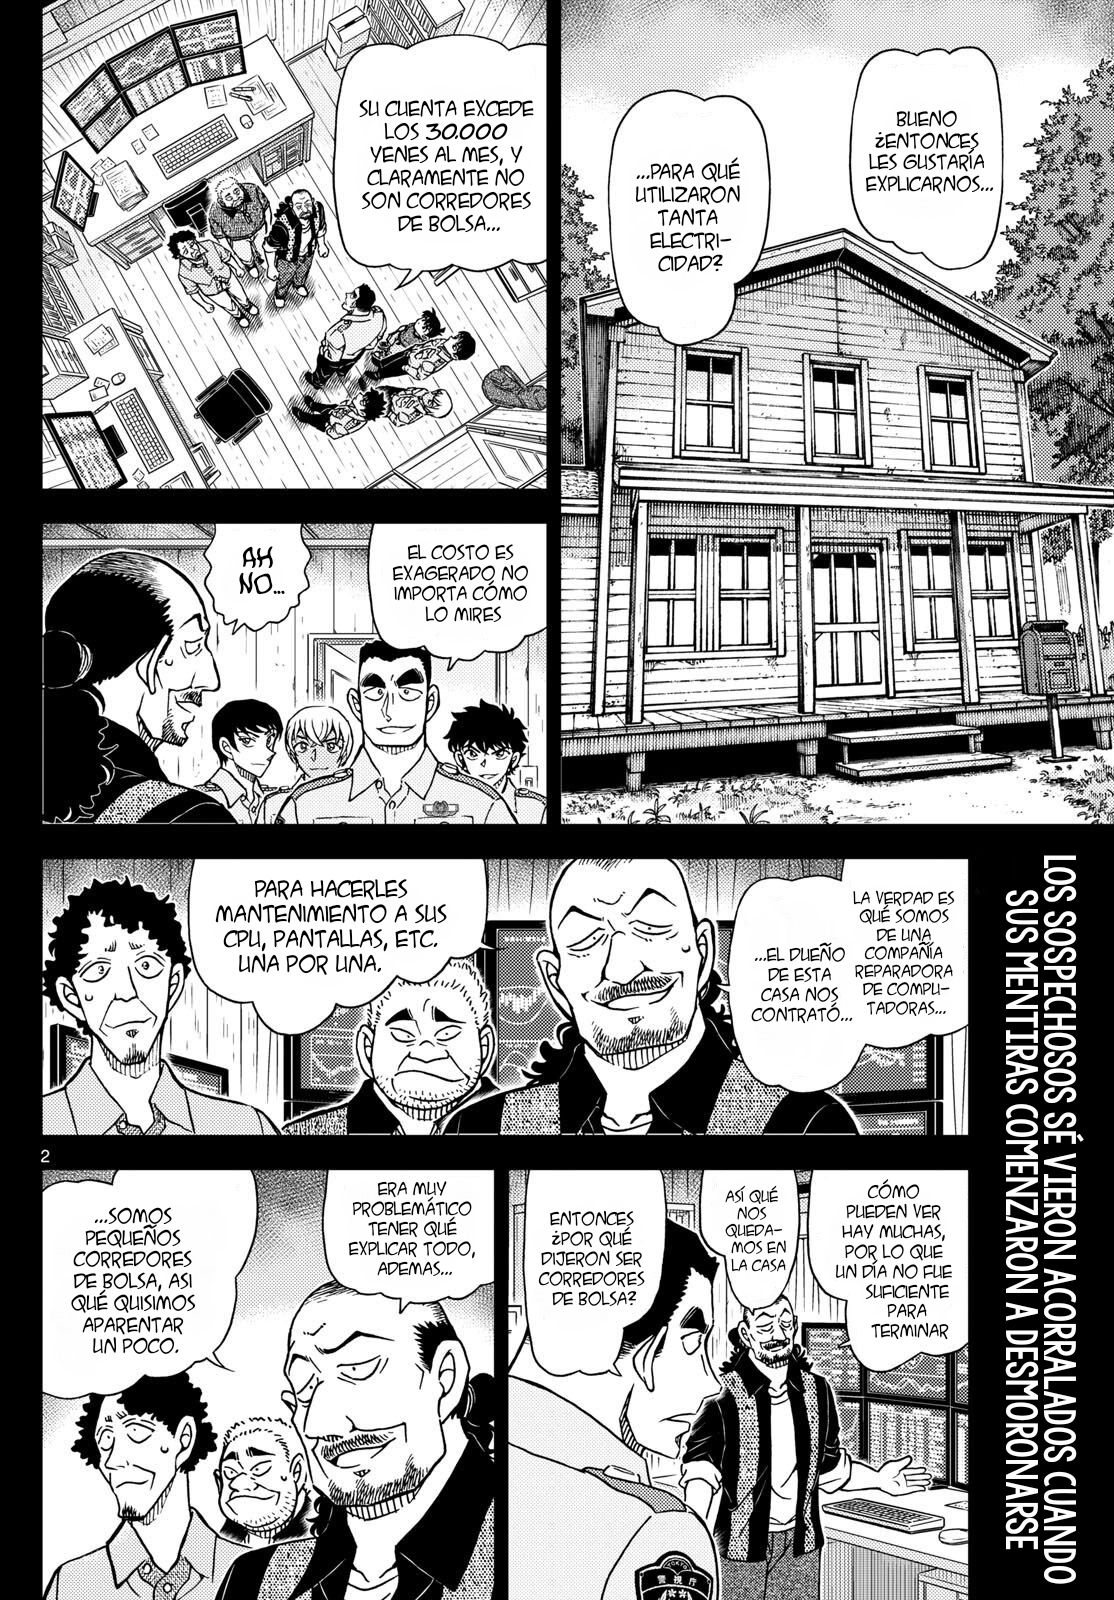 BUENO
¿ENTONCES
LES GUSTARÍA
EXPLICARNOS...
...PARA QUÉ
UTILIZARON
TANTA
ELECTRI-
CIDAD?
SU CUENTA EXCEDE
LOS 30.000
YENES AL MES, Y
CLARAMENTE NO
SON CORREDORES
DE BOLSA...
EL COSTO ES
EXAGERADO NO
IMPORTA CÓMO
LO MIRES
AH
NO...
LOS SOSPECHOSOS SÉ VIERON ACORRALADOS CUANDO
SUS MENTIRAS COMENZARON A DESMORONARSE
LA VERDAD ES
QUÉ SOMOS
DE UNA
COMPAÑÍA
REPARADORA
DE COMPU-
TADORAS...
...EL DUEÑO
DE ESTA
CASA NOS
CONTRATÓ...
PARA HACERLES
MANTENIMIENTO A SUS
CPU, PANTALLAS, ETC.
UNA POR UNA.
2
CÓMO
PUEDEN VER
HAY MUCHAS,
POR LO QUE
UN DÍA NO FUE
SUFICIENTE
PARA
TERMINAR
ASÍ QUÉ
NOS
QUEDA-
MOS EN
LA CASA
ENTONCES
¿POR QUÉ
DIJERON SER
CORREDORES
DE BOLSA?
ERA MUY
PROBLEMÁTICO
TENER QUÉ
EXPLICAR TODO,
ADEMAS...
...SOMOS
PEQUEÑOS
CORREDORES
DE BOLSA, ASI
QUÉ QUISIMOS
APARENTAR
UN POCO.
警視庁